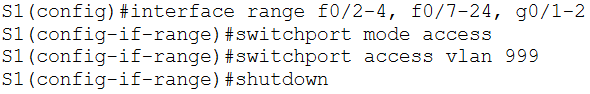 S1(config)#interface range f0/2-4, f0/7-24, g0/1-2
S1(config-if-range)#switchport mode access
S1(config-if-range)#switchport access vlan 999
S1(config-if-range)#shutdown